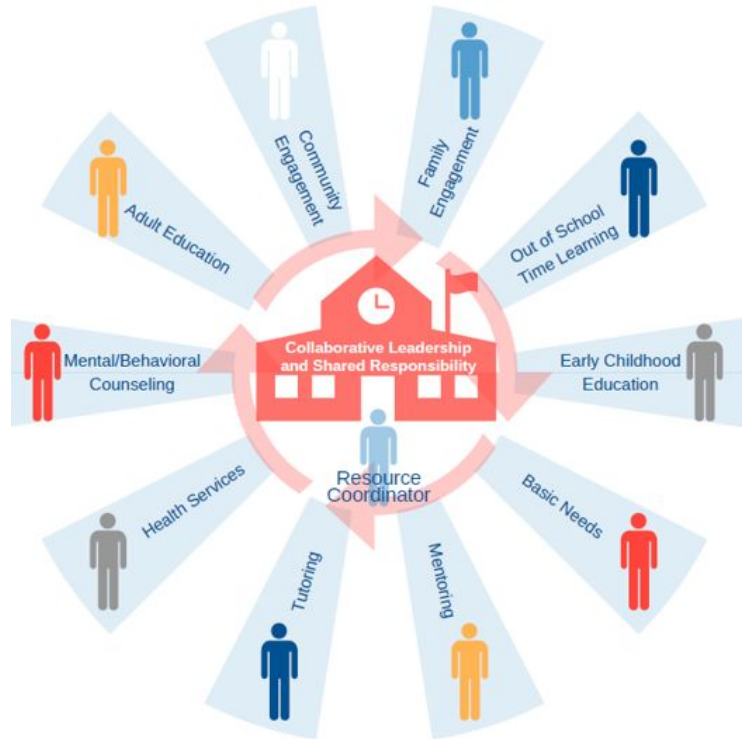 Community
Engagement
Family
Engagement
Out of School
Time Learning
Early Childhood
Education
Basic Needs
Mentoring
Tutoring
Health Services
Mental/Behavioral
Counseling
Adult Education
Collaborative Leadership
and Shared Responsibility
Resource
Coordinator